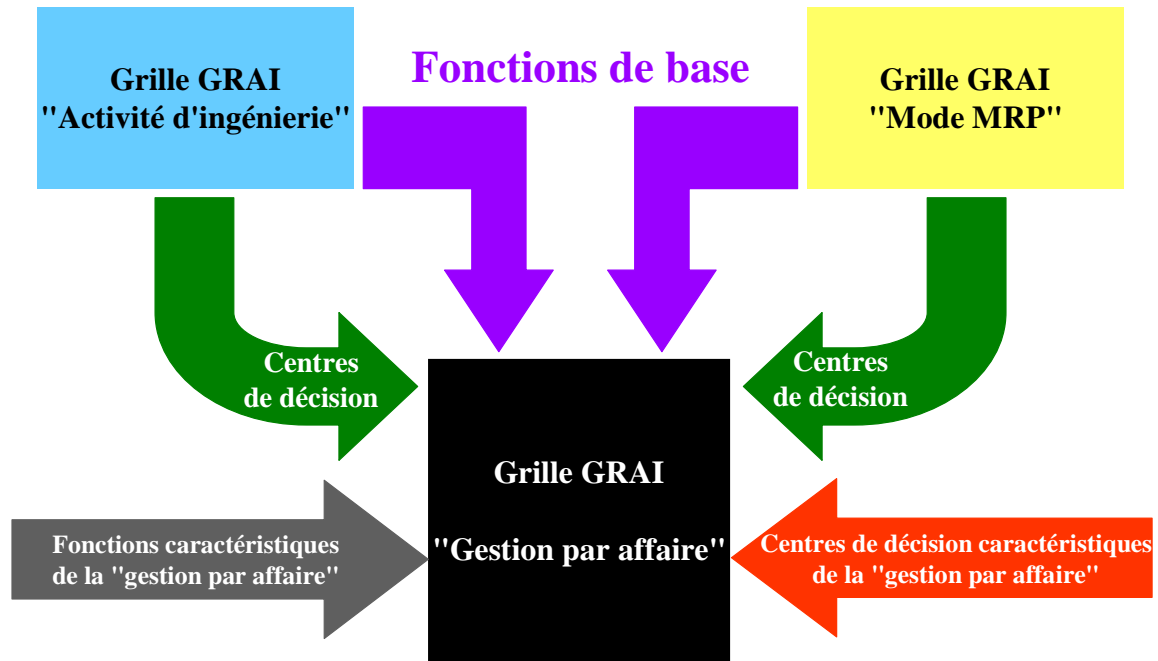 Fonctions de base
Grille GRAI
"Activité d'ingénierie"
Grille GRAI
"Mode MRP"
Centres
de décision
Centres
de décision
Grille GRAI
"Gestion par affaire"
Fonctions caractéristiques
de la "gestion par affaire"
Centres de décision caractéristiques
de la "gestion par affaire"